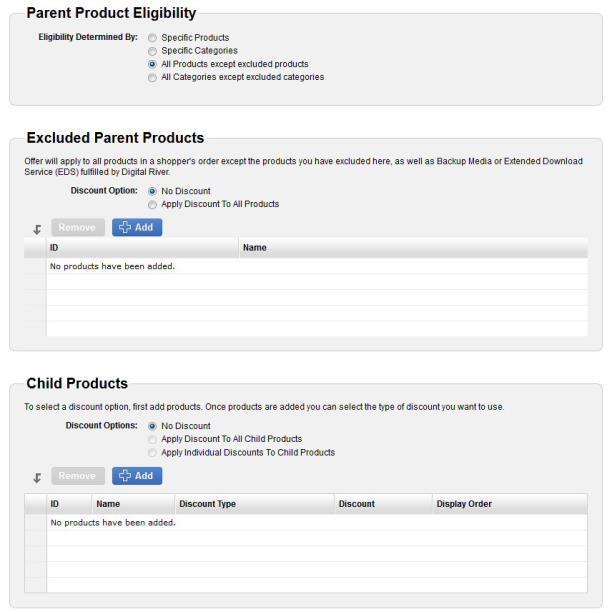 Parent Product Eligibility
Eligibility Determined By:
Specific Products
Specific Categories
All Products except excluded products
All Categories except excluded categories
Excluded Parent Products
Offer will apply to all products in a shopper's order except the products you have excluded here, as well as Backup Media or Extended Download
Service (EDS) fulfilled by Digital River.
Discount Option:
No Discount
Apply Discount To All Products
Remove
Add
ID Name
No products have been added.
Child Products
To select a discount option, first add products. Once products are added you can select the type of discount you want to use.
Discount Options:
No Discount
Apply Discount To All Child Products
Apply Individual Discounts To Child Products
Remove
Add
ID Name Discount Type Discount Display Order
No products have been added.